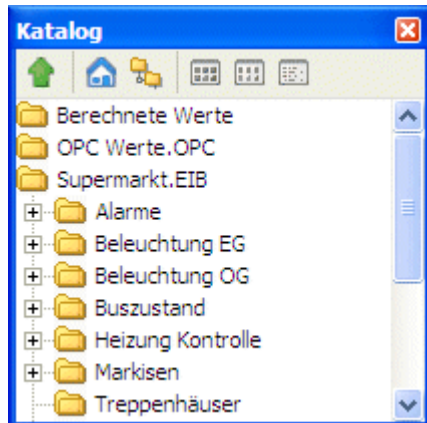 Katalog
Berechnete Werte
OPC Werte.OPC
Supermarkt.EIB
Alarme
Beleuchtung EG
Beleuchtung OG
Buszustand
Heizung Kontrolle
Markisen
Treppenhäuser